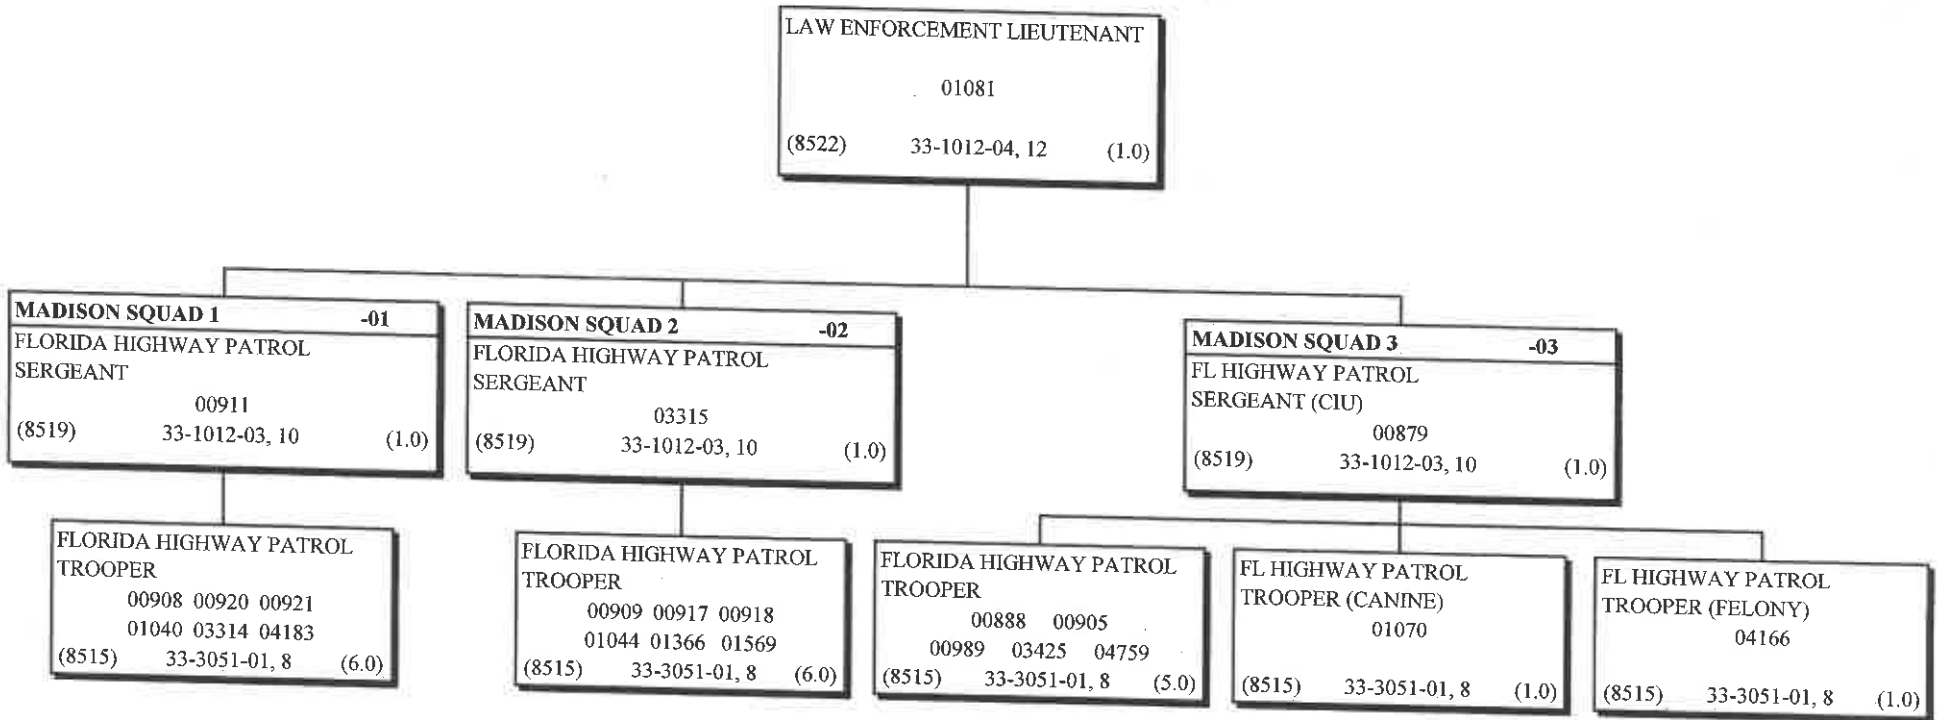 LAW ENFORCEMENT LIEUTENANT
01081
(8522) 33-1012-04, 12 (1.0)
MADISON SQUAD 1 -01
FLORIDA HIGHWAY PATROL
SERGEANT
00911
(8519) 33-1012-03, 10 (1.0)
MADISON SQUAD 2 -02
FLORIDA HIGHWAY PATROL
SERGEANT
03315
(8519) 33-1012-03, 10 (1.0)
MADISON SQUAD 3 -03
FL HIGHWAY PATROL
SERGEANT (CIU)
00879
(8519) 33-1012-03, 10 (1.0)
FLORIDA HIGHWAY PATROL
TROOPER
00908 00920 00921
01040 03314 04183
(8515) 33-3051-01, 8 (6.0)
FLORIDA HIGHWAY PATROL
TROOPER
00909 00917 00918
01044 01366 01569
(8515) 33-3051-01, 8 (6.0)
FLORIDA HIGHWAY PATROL
TROOPER
00888 00905
00989 03425 04759
(8515) 33-3051-01, 8 (5.0)
FL HIGHWAY PATROL
TROOPER (CANINE)
01070
(8515) 33-3051-01, 8 (1.0)
FL HIGHWAY PATROL
TROOPER (FELONY)
04166
(8515) 33-3051-01, 8 (1.0)